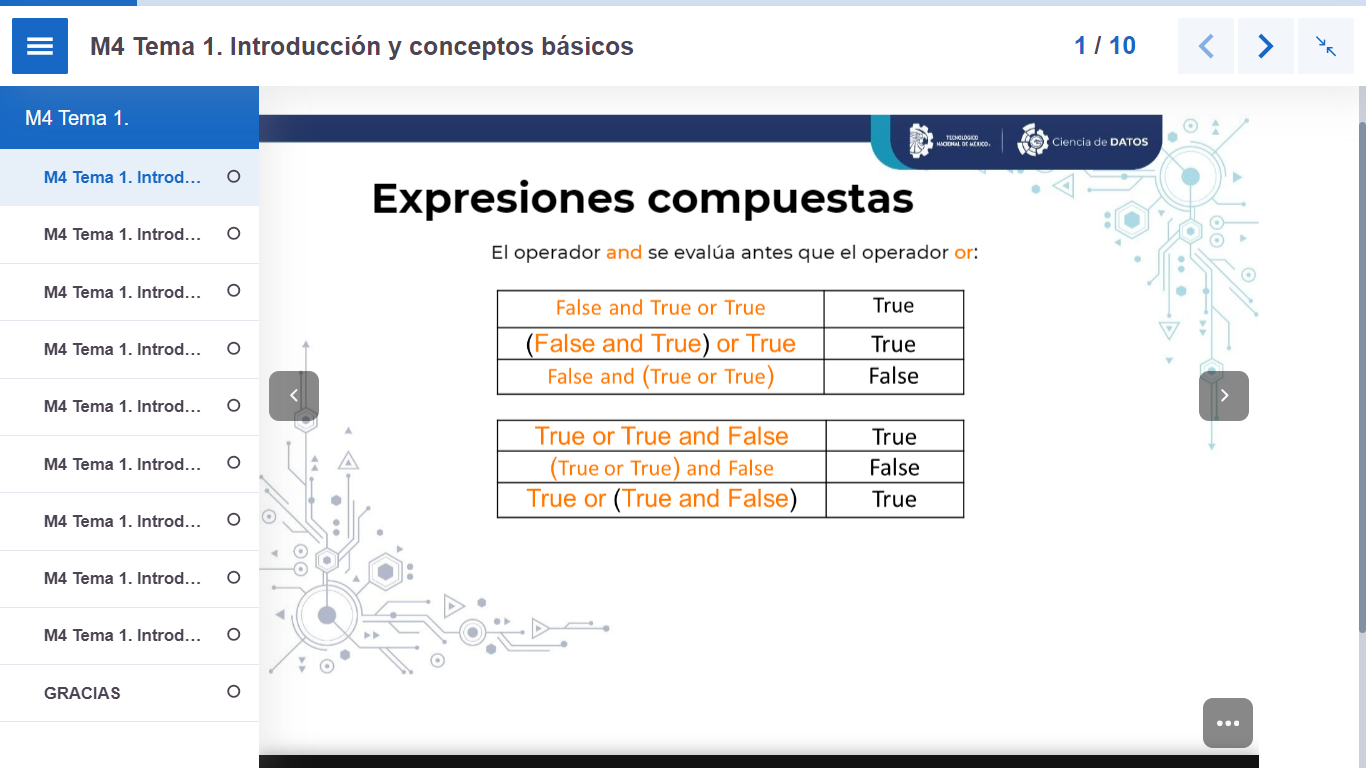 M4 Tema 1. Introducción y conceptos básicos
1 / 10
M4 Tema 1.
M4 Tema 1. Introd...
M4 Tema 1. Introd...
M4 Tema 1. Introd...
M4 Tema 1. Introd...
M4 Tema 1. Introd...
M4 Tema 1. Introd...
M4 Tema 1. Introd...
M4 Tema 1. Introd...
M4 Tema 1. Introd...
GRACIAS
TECNOLÓGICO
NACIONAL DE MÉXICO
Ciencia de DATOS
Expresiones compuestas
El operador and se evalúa antes que el operador or:
False and True or True True
(False and True) or True True
False and (True or True) False
True or True and False True
(True or True) and False False
True or (True and False) True